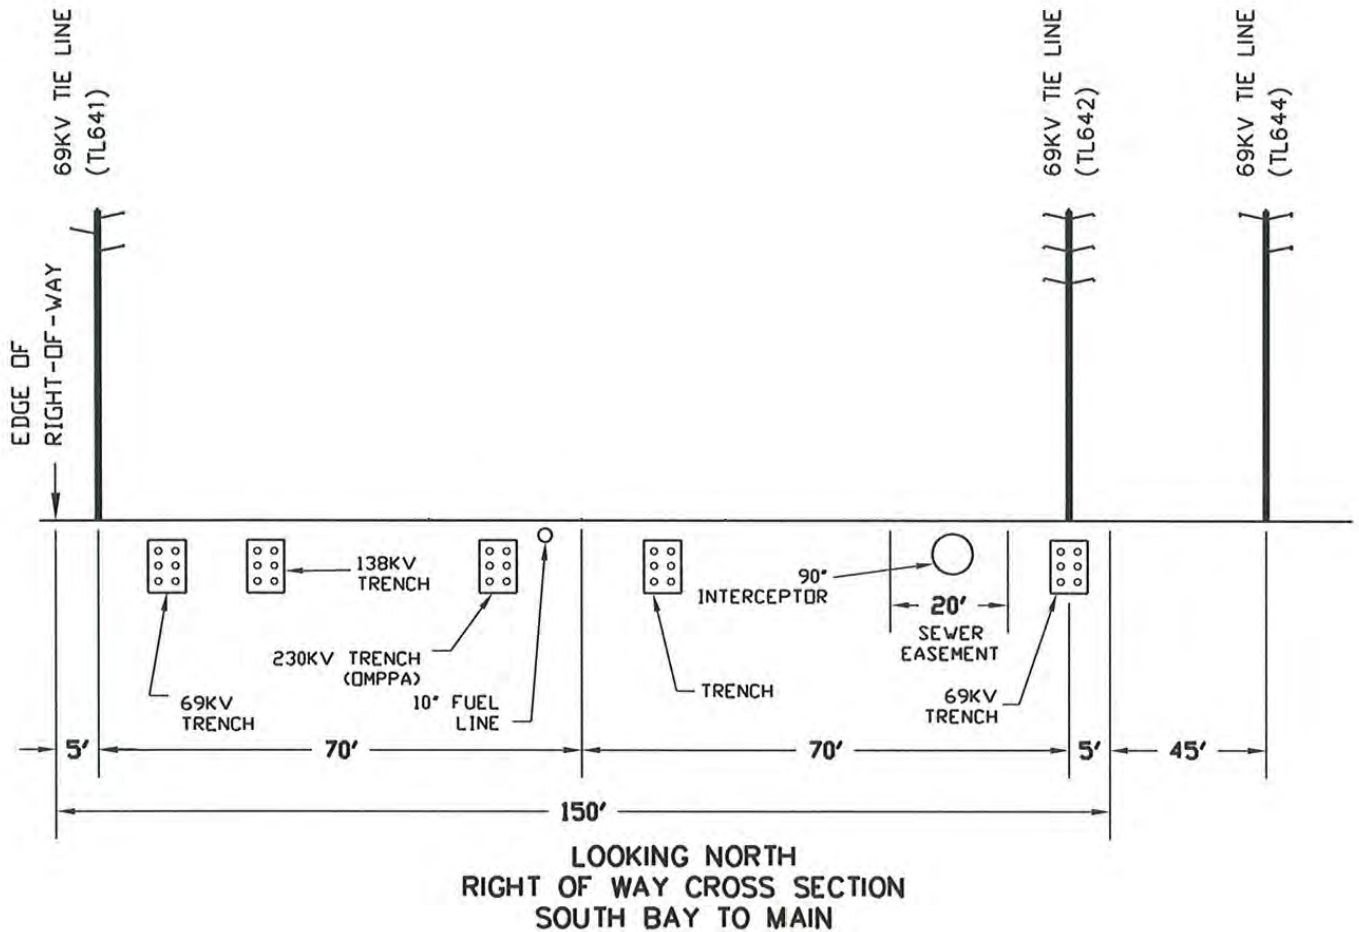 69KV TIE LINE
(TL641)
69KV TIE LINE
(TL642)
69KV TIE LINE
(TL644)
EDGE OF
RIGHT-OF-WAY
138KV
TRENCH
230KV TRENCH
(OMPPA)
69KV
TRENCH
10" FUEL
LINE
TRENCH
90"
INTERCEPTOR
20'
SEWER
EASEMENT
69KV
TRENCH
5'
70'
70'
5'
45'
150'
LOOKING NORTH
RIGHT OF WAY CROSS SECTION
SOUTH BAY TO MAIN